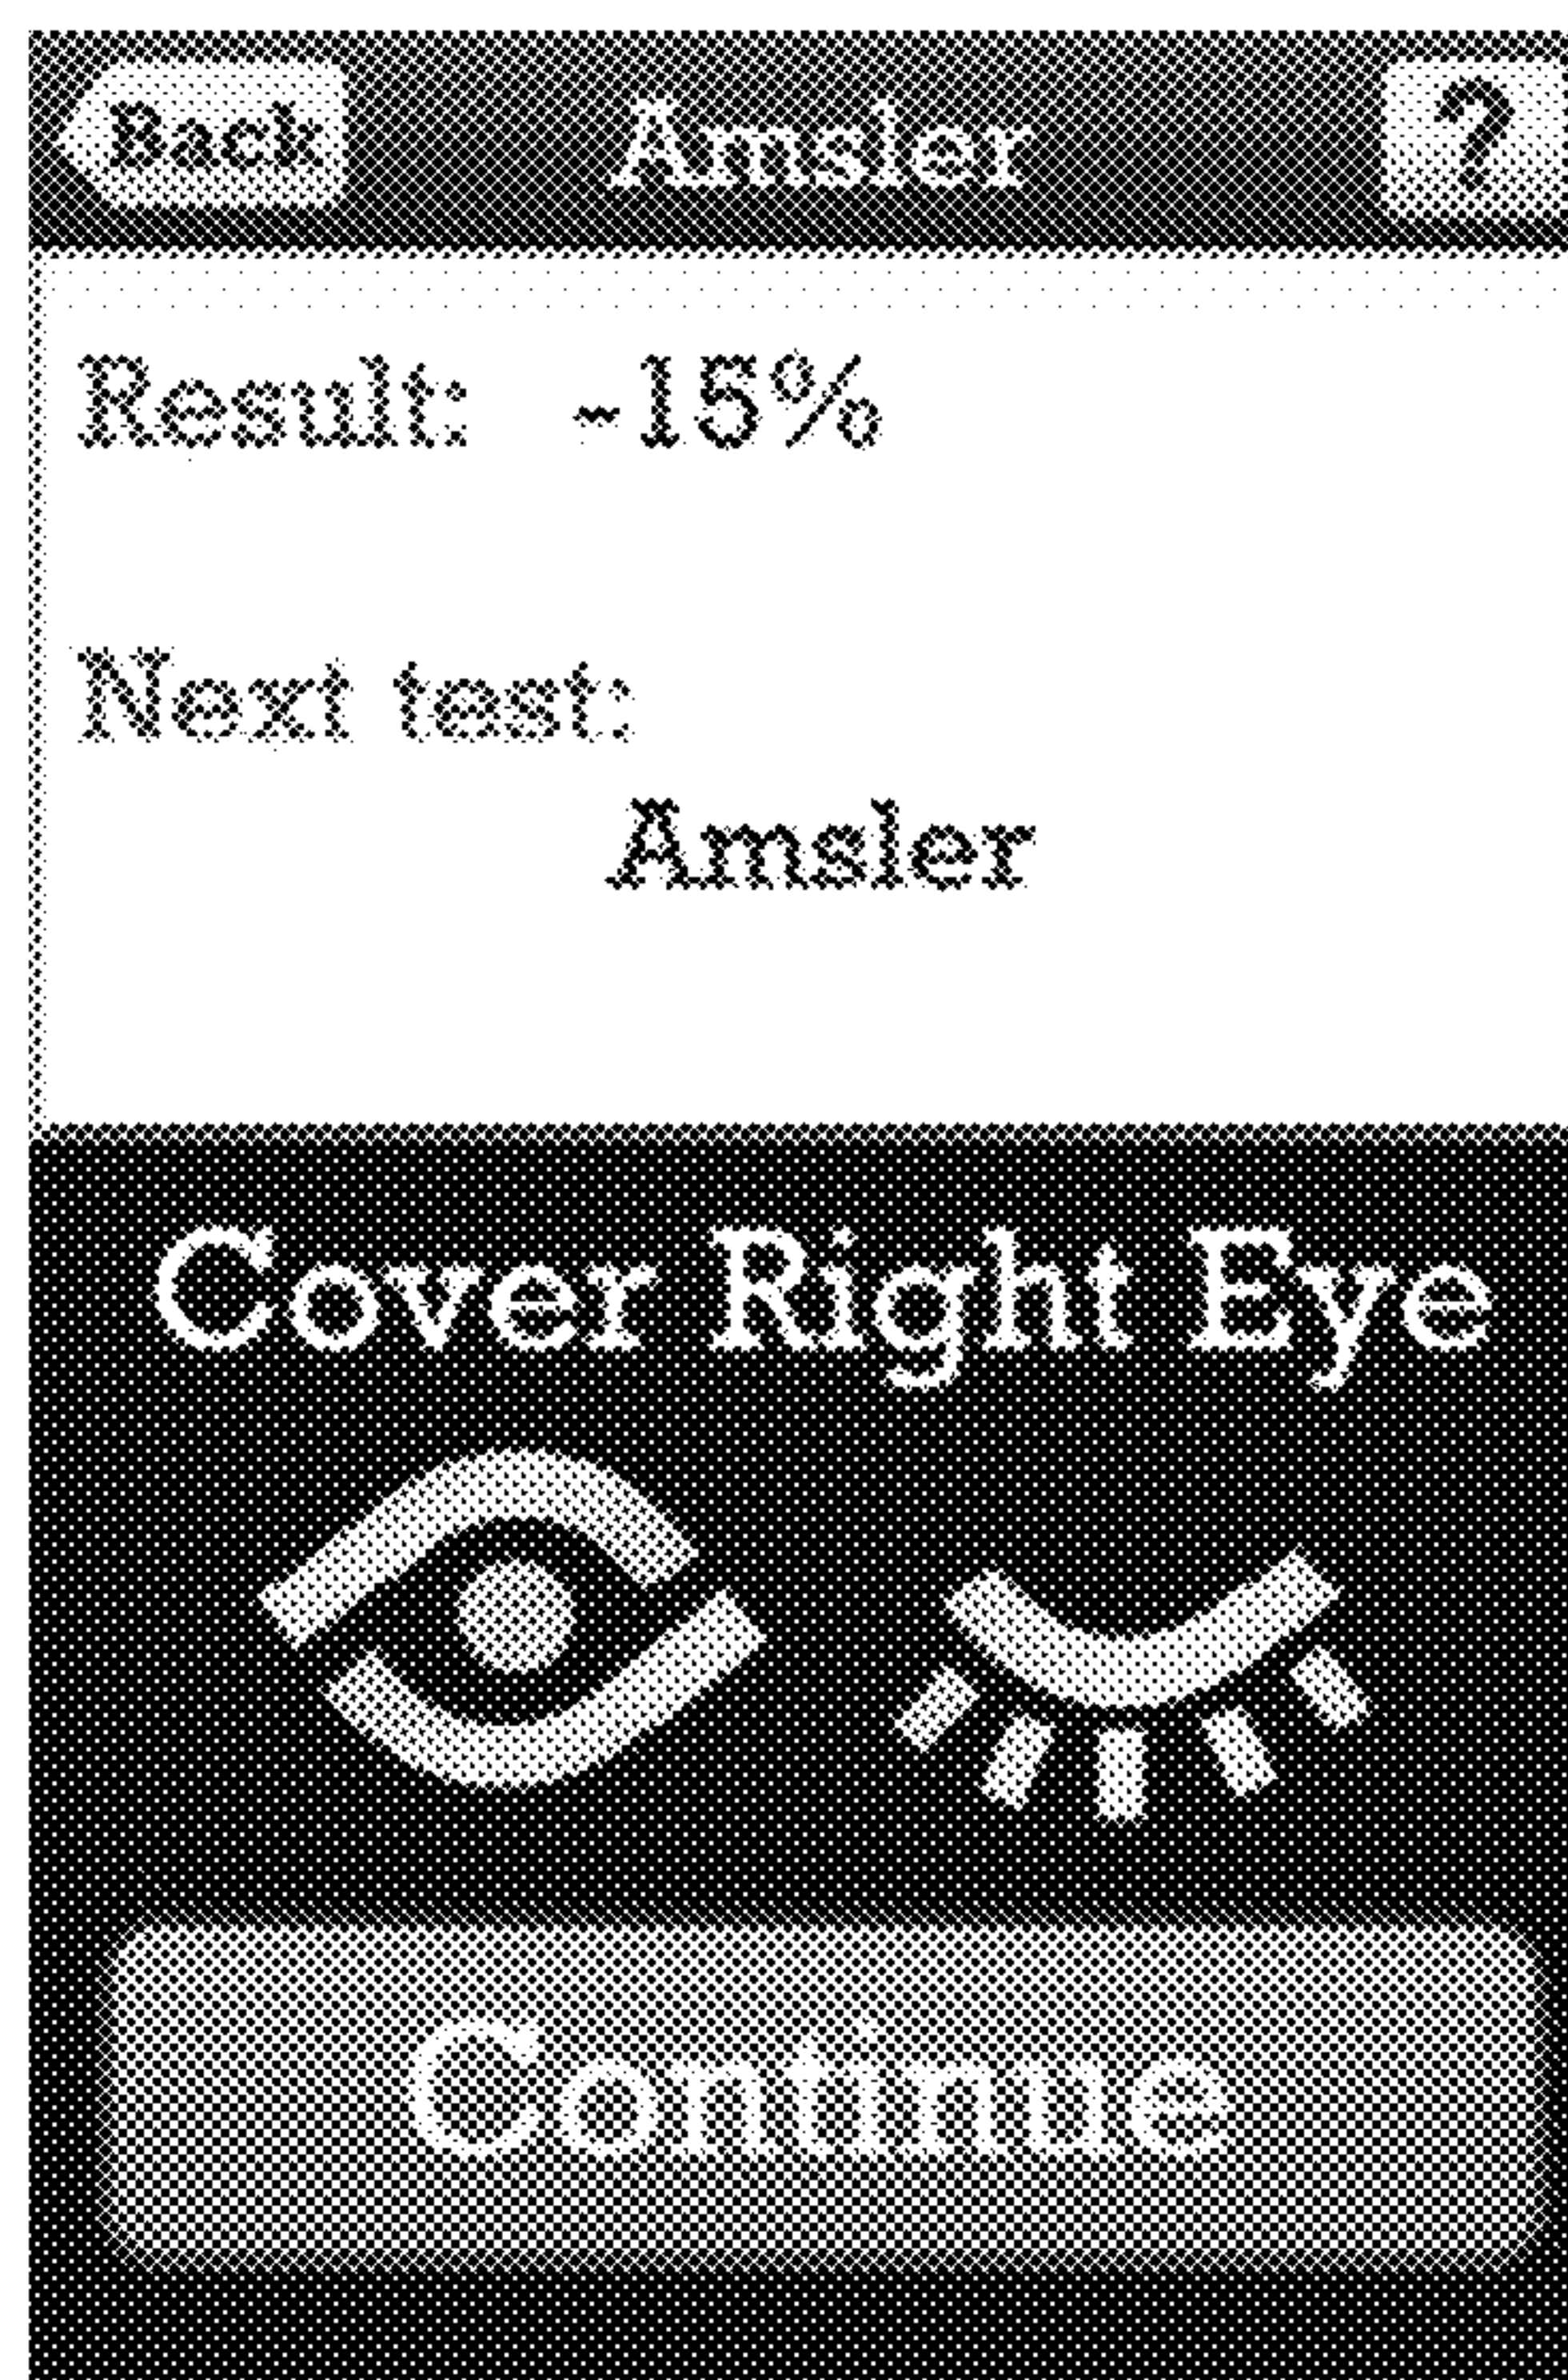 Back Amsler ?
Result: -15%
Next test:
Amsler
Cover Right Eye
Continue